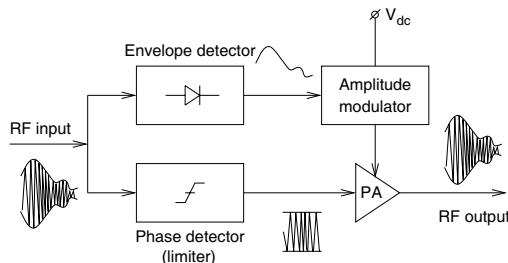 V_dc
Envelope detector
Amplitude
modulator
RF input
PA
Phase detector
(limiter)
RF output